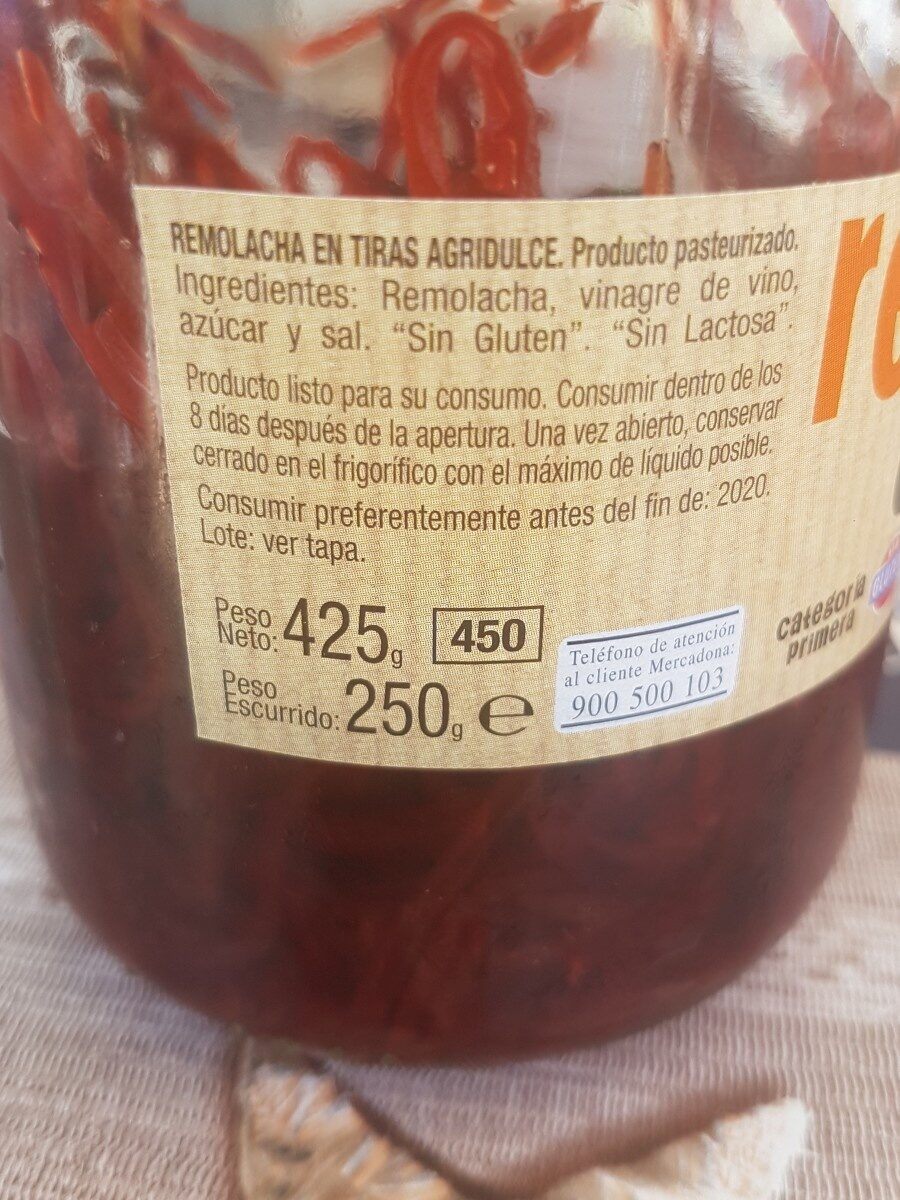 REMOLACHA EN TIRAS AGRIDULCE. Producto pasteurizado.
Ingredientes: Remolacha, vinagre de vino,
azúcar y sal. “Sin Gluten”. “Sin Lactosa”.
Producto listo para su consumo. Consumir dentro de los
8 dias después de la apertura. Una vez abierto, conservar
cerrado en el frigorífico con el máximo de líquido posible.
Consumir preferentemente antes del fin de: 2020.
Lote: ver tapa.
Peso Neto: 425g 450
Peso Escurrido: 250g ℮
Teléfono de atención
al cliente Mercadona:
900 500 103
categoría
primera